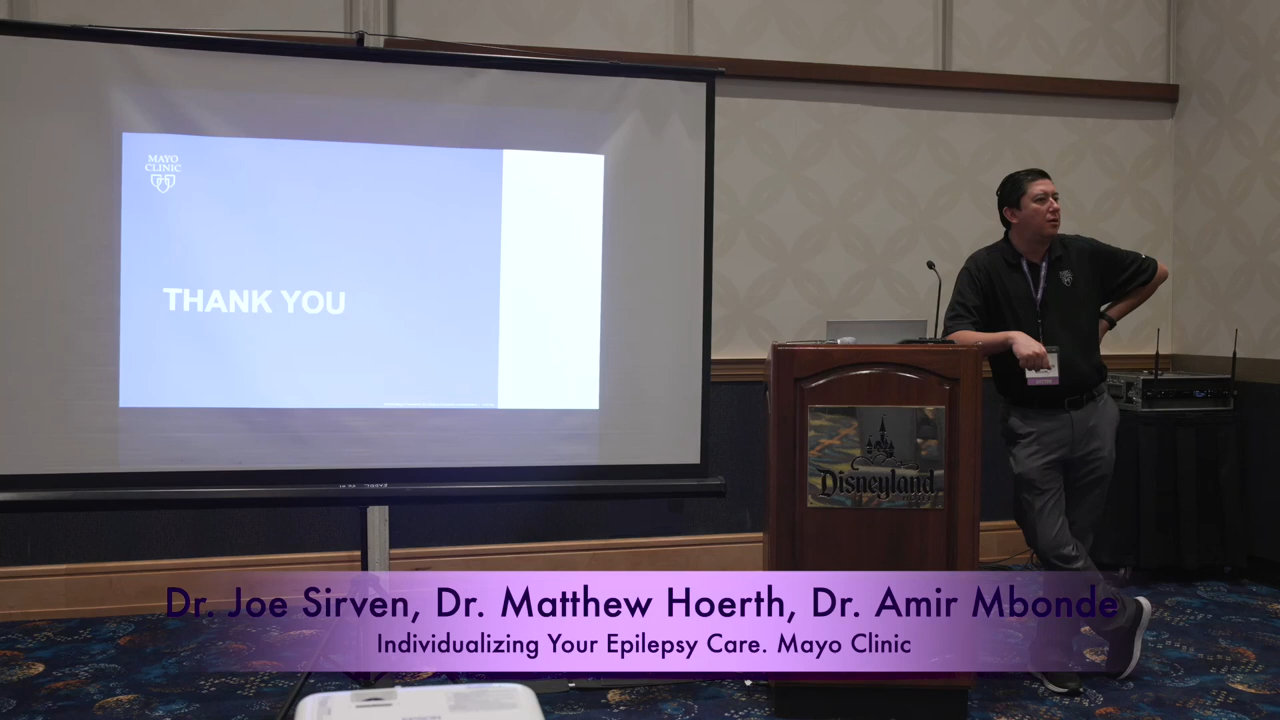 MAYO
CLINIC
THANK YOU
Disneyland
Dr. Joe Sirven, Dr. Matthew Hoerth, Dr. Amir Mbonde
Individualizing Your Epilepsy Care. Mayo Clinic